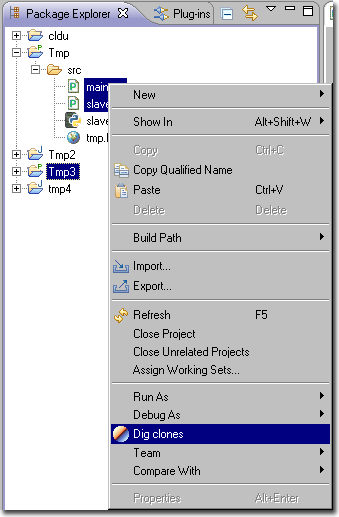 Package Explorer
Plug-ins
cldu
Tmp
src
main
slave
slave
tmp.
Tmp2
Tmp3
tmp4
New
Show In Alt+Shift+W
Copy Ctrl+C
Copy Qualified Name
Paste Ctrl+V
Delete Delete
Build Path
Import...
Export...
Refresh F5
Close Project
Close Unrelated Projects
Assign Working Sets...
Run As
Debug As
Dig clones
Team
Compare With
Properties Alt+Enter